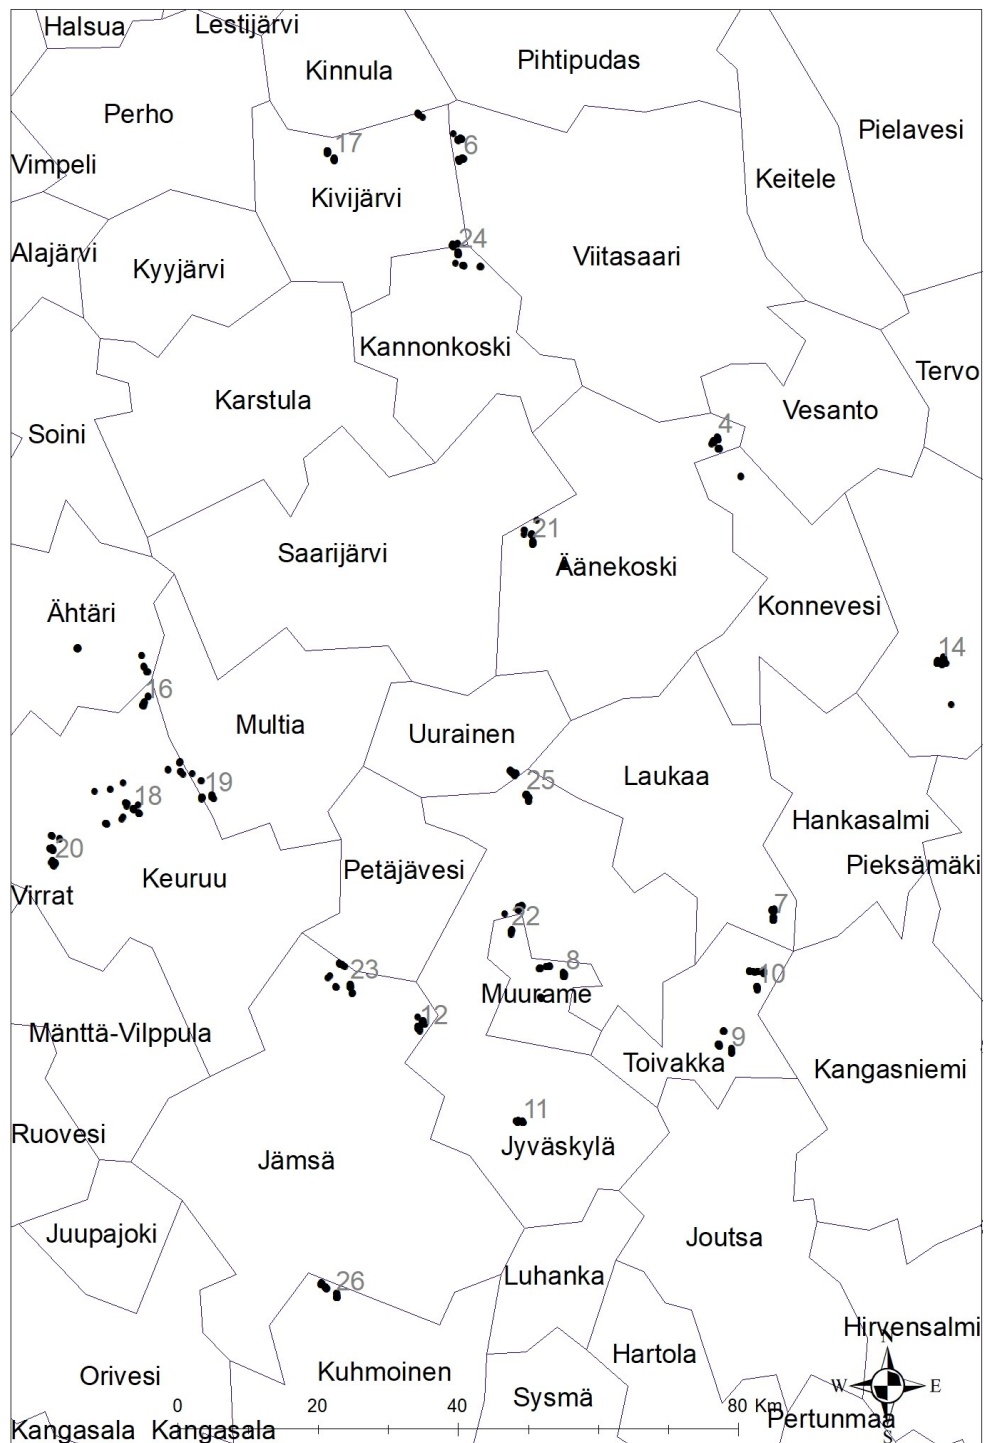 Halsua
Lestijärvi
Kinnula
Pihtipudas
Perho
Pielavesi
17
6
Vimpeli
Keitele
Kivijärvi
24
Alajärvi
Kyyjärvi
Viitasaari
Kannonkoski
Tervo
Karstula
Vesanto
Soini
4
21
Saarijärvi
Äänekoski
Ähtäri
Konnevesi
14
16
Multia
Uurainen
25
Laukaa
19
18
Hankasalmi
20
Petäjävesi
Pieksämäki
Keuruu
Virrat
7
22
23
8
10
Muurame
12
Mänttä-Vilppula
9
Toivakka
Kangasniemi
11
Ruovesi
Jyväskylä
Jämsä
Juupajoki
Joutsa
26
Luhanka
Hirvensalmi
N
Hartola
Orivesi
Kuhmoinen
W E
Sysmä
0 20 40 80 Km
Pertunmaa
Kangasala Kangasala
S